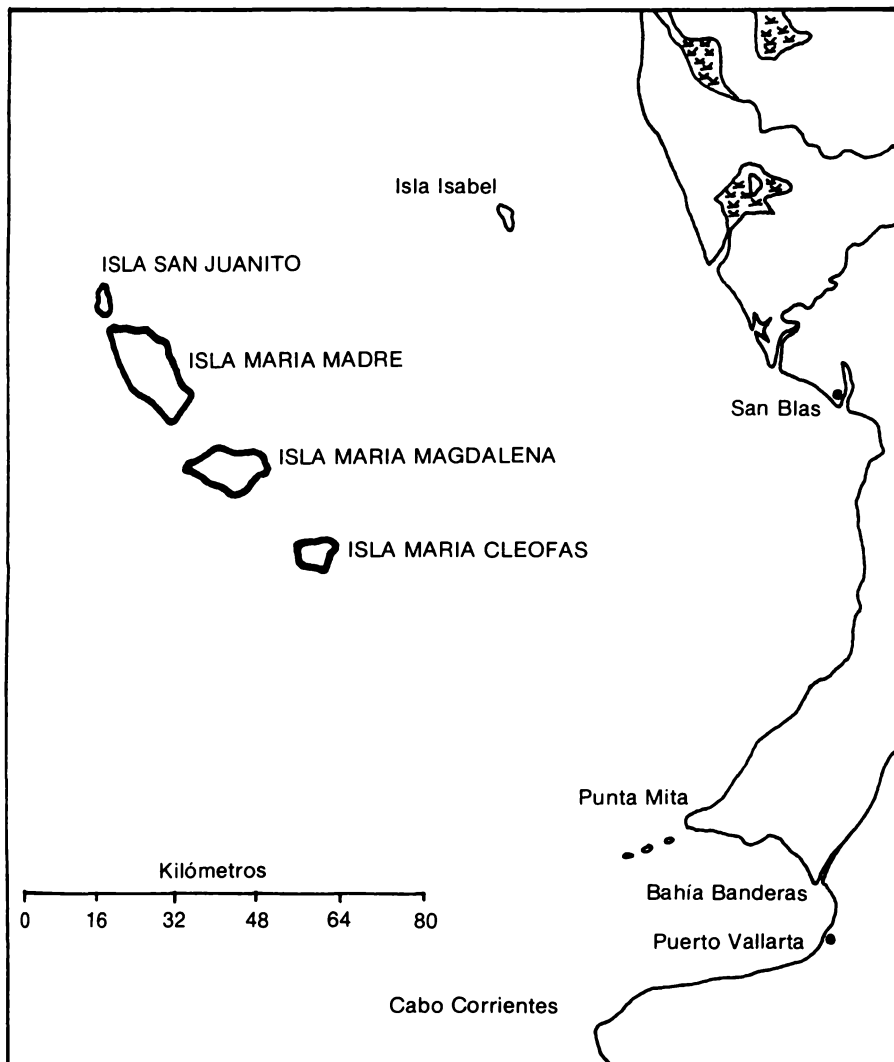 Isla Isabel
ISLA SAN JUANITO
ISLA MARIA MADRE
San Blas
ISLA MARIA MAGDALENA
ISLA MARIA CLEOFAS
Punta Mita
Kilómetros
0 16 32 48 64 80
Bahía Banderas
Puerto Vallarta
Cabo Corrientes